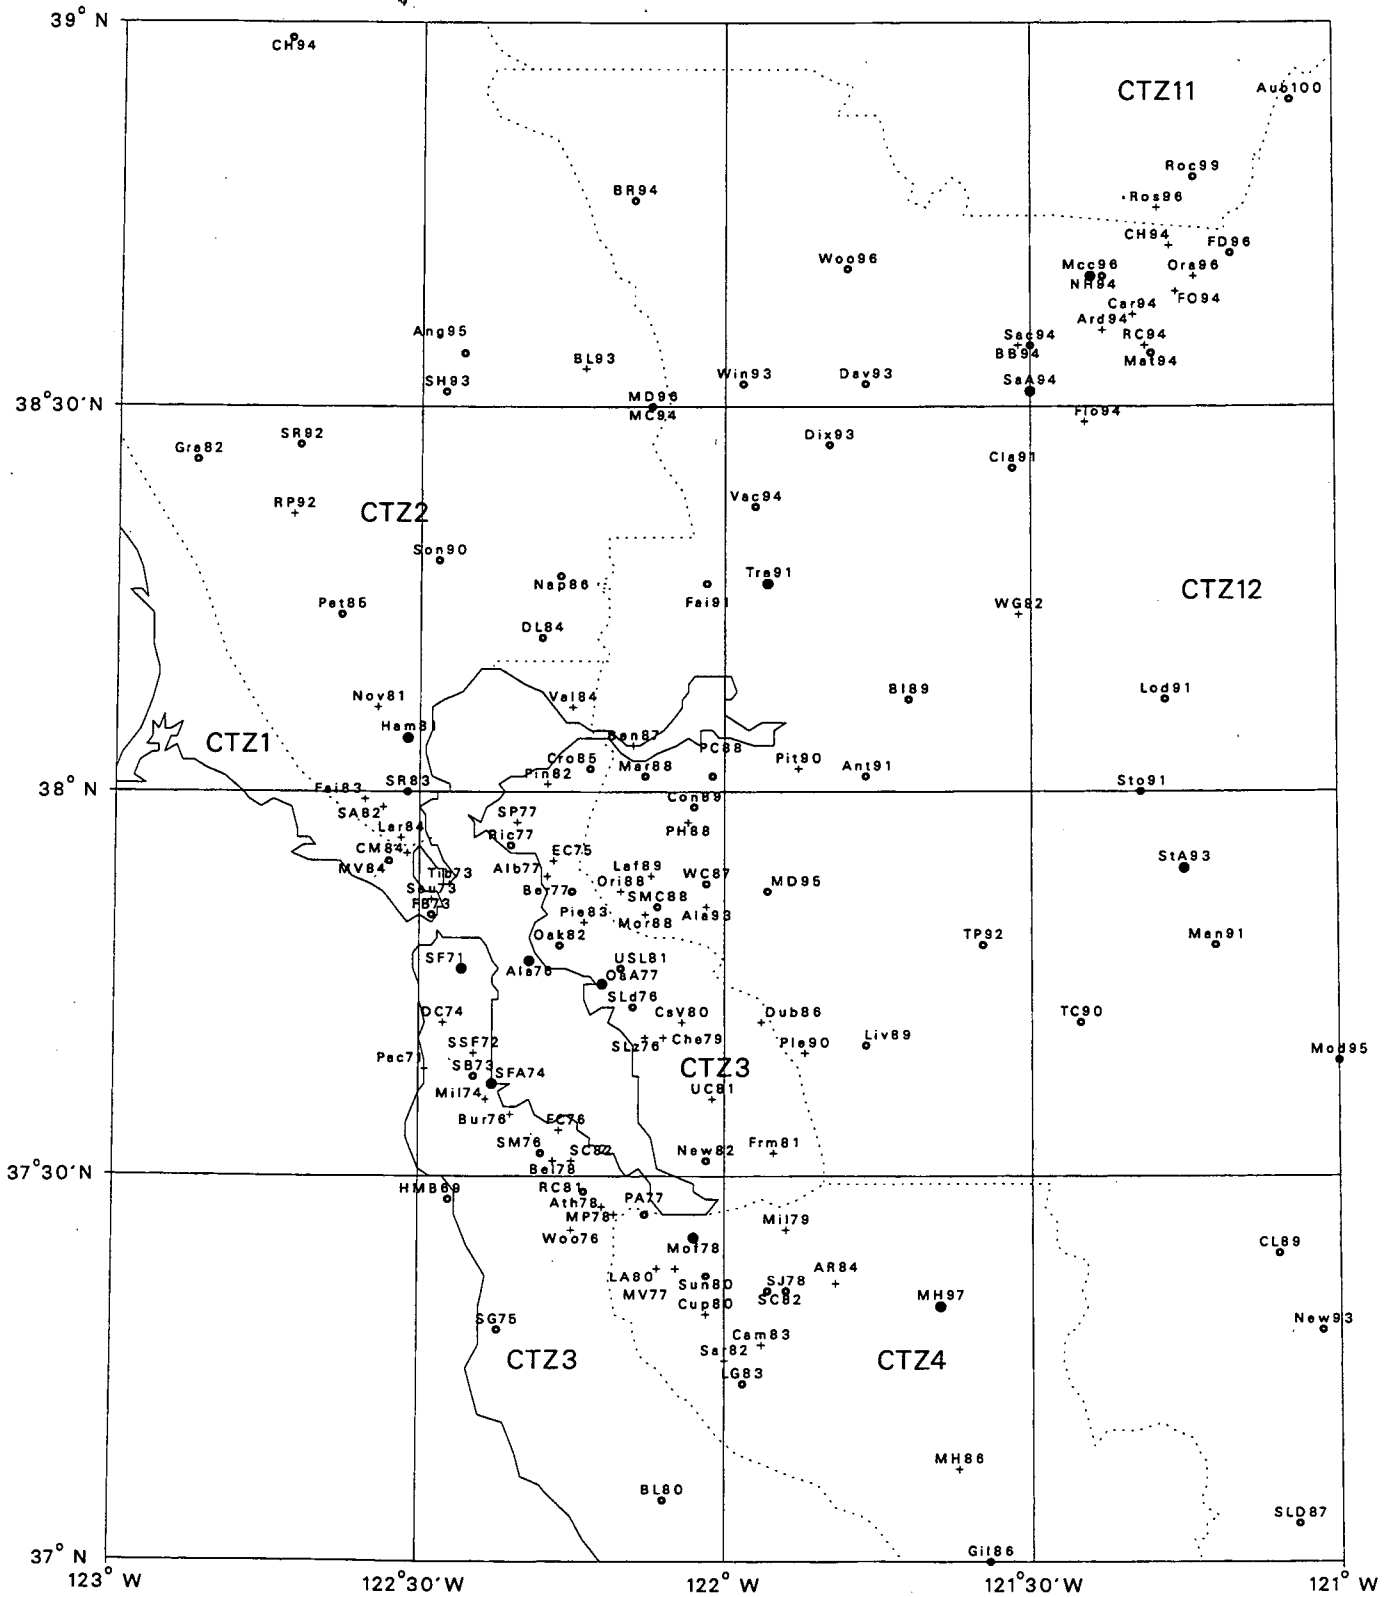 39° N
CH94
CTZ11
Aub100
Roc99
BR94
Ros96
CH94
FD96
Woo96
Mcc96
Ora96
NH94
FO94
Car94
Ard94
Ang95
Sac94
RC94
BB94
Mat94
BL93
SH93
Win93
Dav93
SaA94
MD96
38°30'N
MC94
Flo94
SR92
Gra82
Dix93
Cla91
RP92
CTZ2
Vac94
Son90
Nap86
Tra91
Fai91
CTZ12
Pet85
WG82
DL84
Nov81
Val84
Bl89
Lod91
Ham81
CTZ1
Ben87
PC88
Cro85
Pin82
Mar88
Pit90
Ant91
38° N
SR83
Sto91
Fai83
SA82
Con89
SP77
Lar84
Ric77
PH88
CM84
EC75
StA93
MV84
Alb77
Laf89
Tib73
WC87
MD95
Sau73
Ber77
Ori88
SMC88
FB73
Pie83
Mor88
Ala93
Oak82
TP92
Man91
SF71
Ala76
USL81
OaA77
SLd76
DC74
CsV80
Dub86
TC90
SSF72
SLz76
Che79
Ple90
Liv89
Mod95
Pac71
SB73
SFA74
CTZ3
Mil74
UC81
Bur76
FC76
SM76
SC82
New82
Frm81
Bel78
37°30'N
HMB69
RC81
Ath78
PA77
MP78
Mil79
Woo76
Mof78
CL89
LA80
Sun80
SJ78
AR84
MV77
SC82
Cup80
MH97
SG75
New93
Cam83
Sar82
CTZ3
CTZ4
LG83
MH86
BL80
SLD87
37° N
Gil86
123° W
122°30'W
122° W
121°30'W
121° W